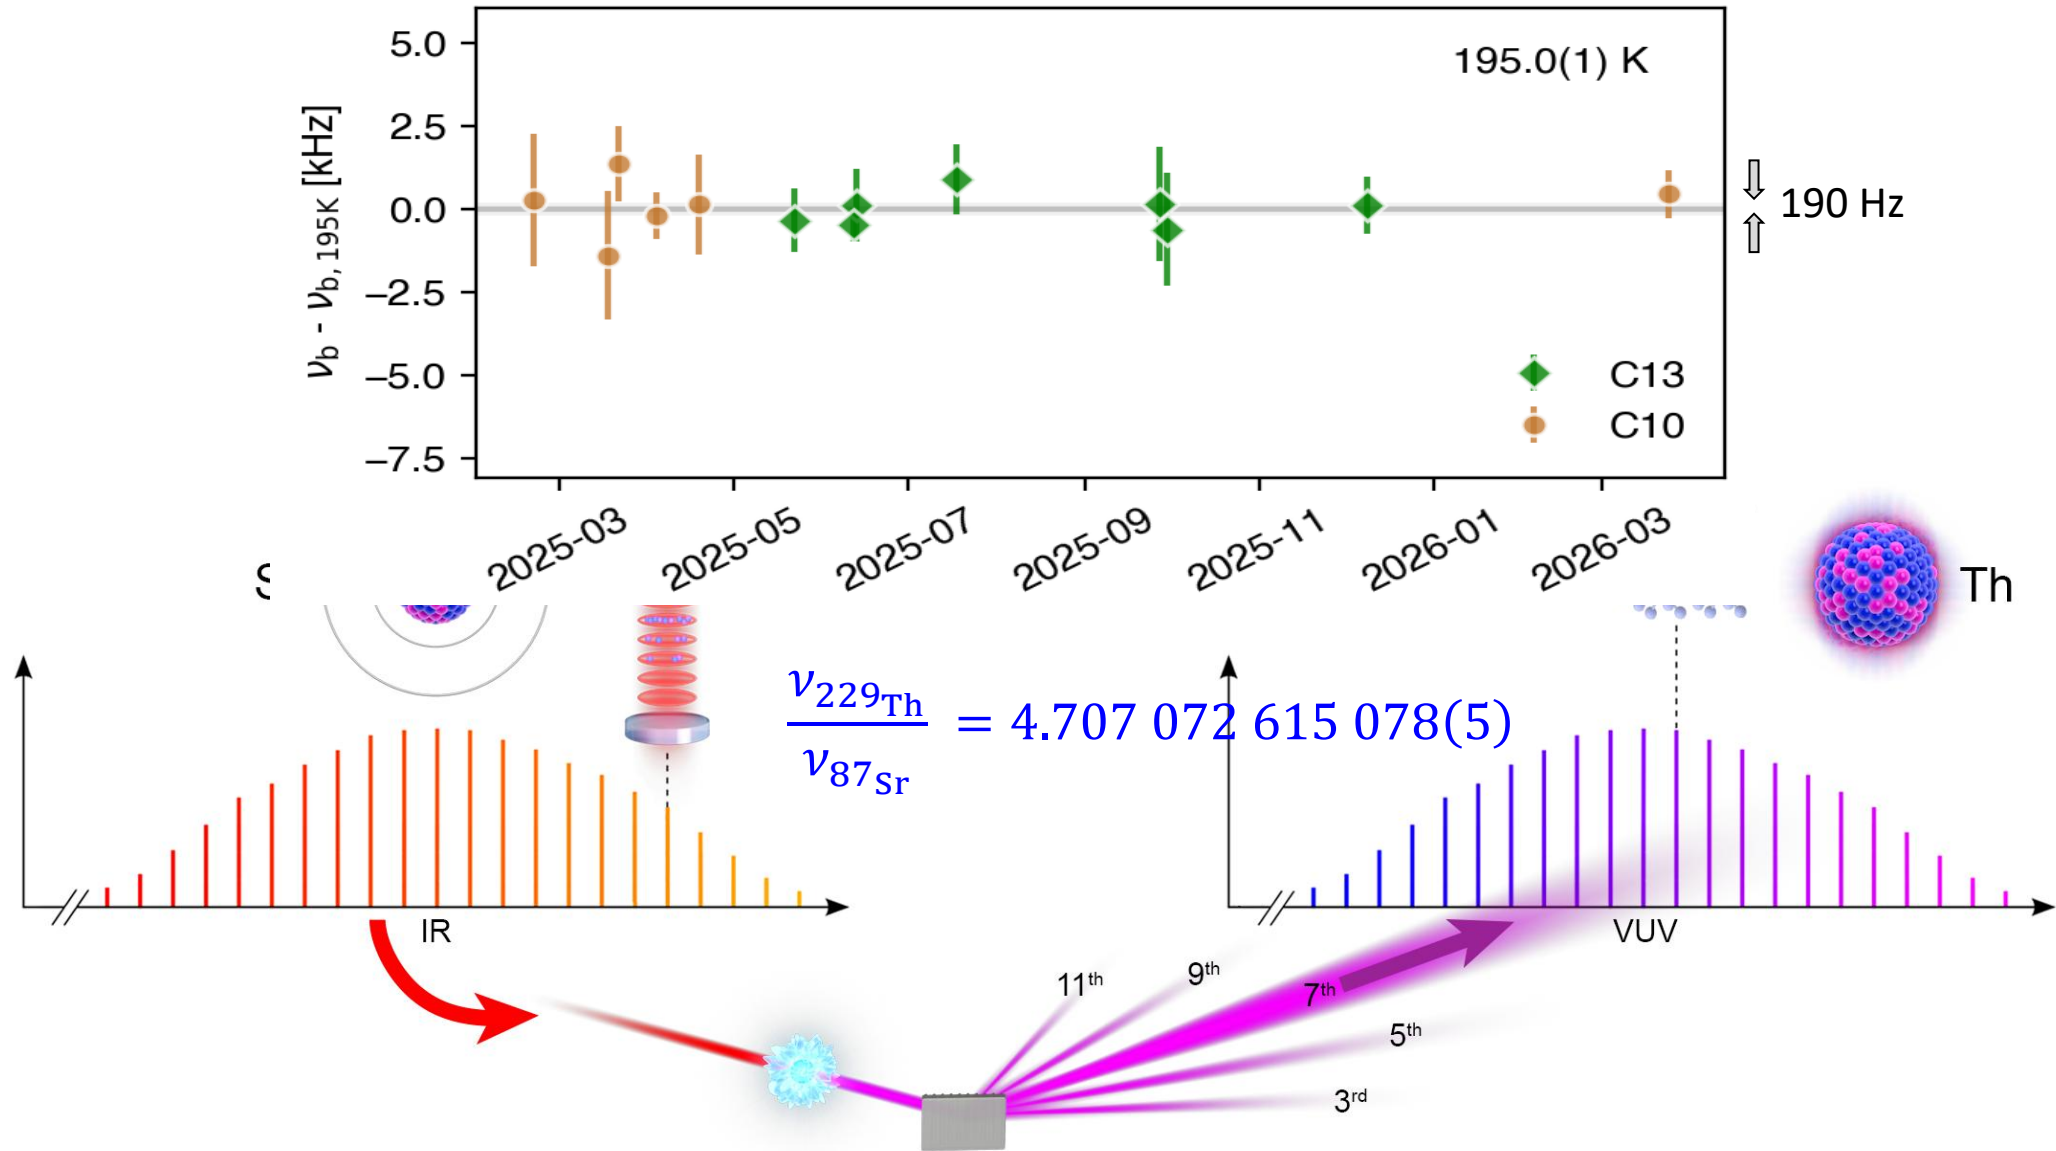 5.0
2.5
0.0
−2.5
−5.0
−7.5
νb - νb, 195K [kHz]
195.0(1) K
C13
C10
190 Hz
2025-03
2025-05
2025-07
2025-09
2025-11
2026-01
2026-03
Th
ν229Th / ν87Sr = 4.707 072 615 078(5)
IR
VUV
11th
9th
7th
5th
3rd